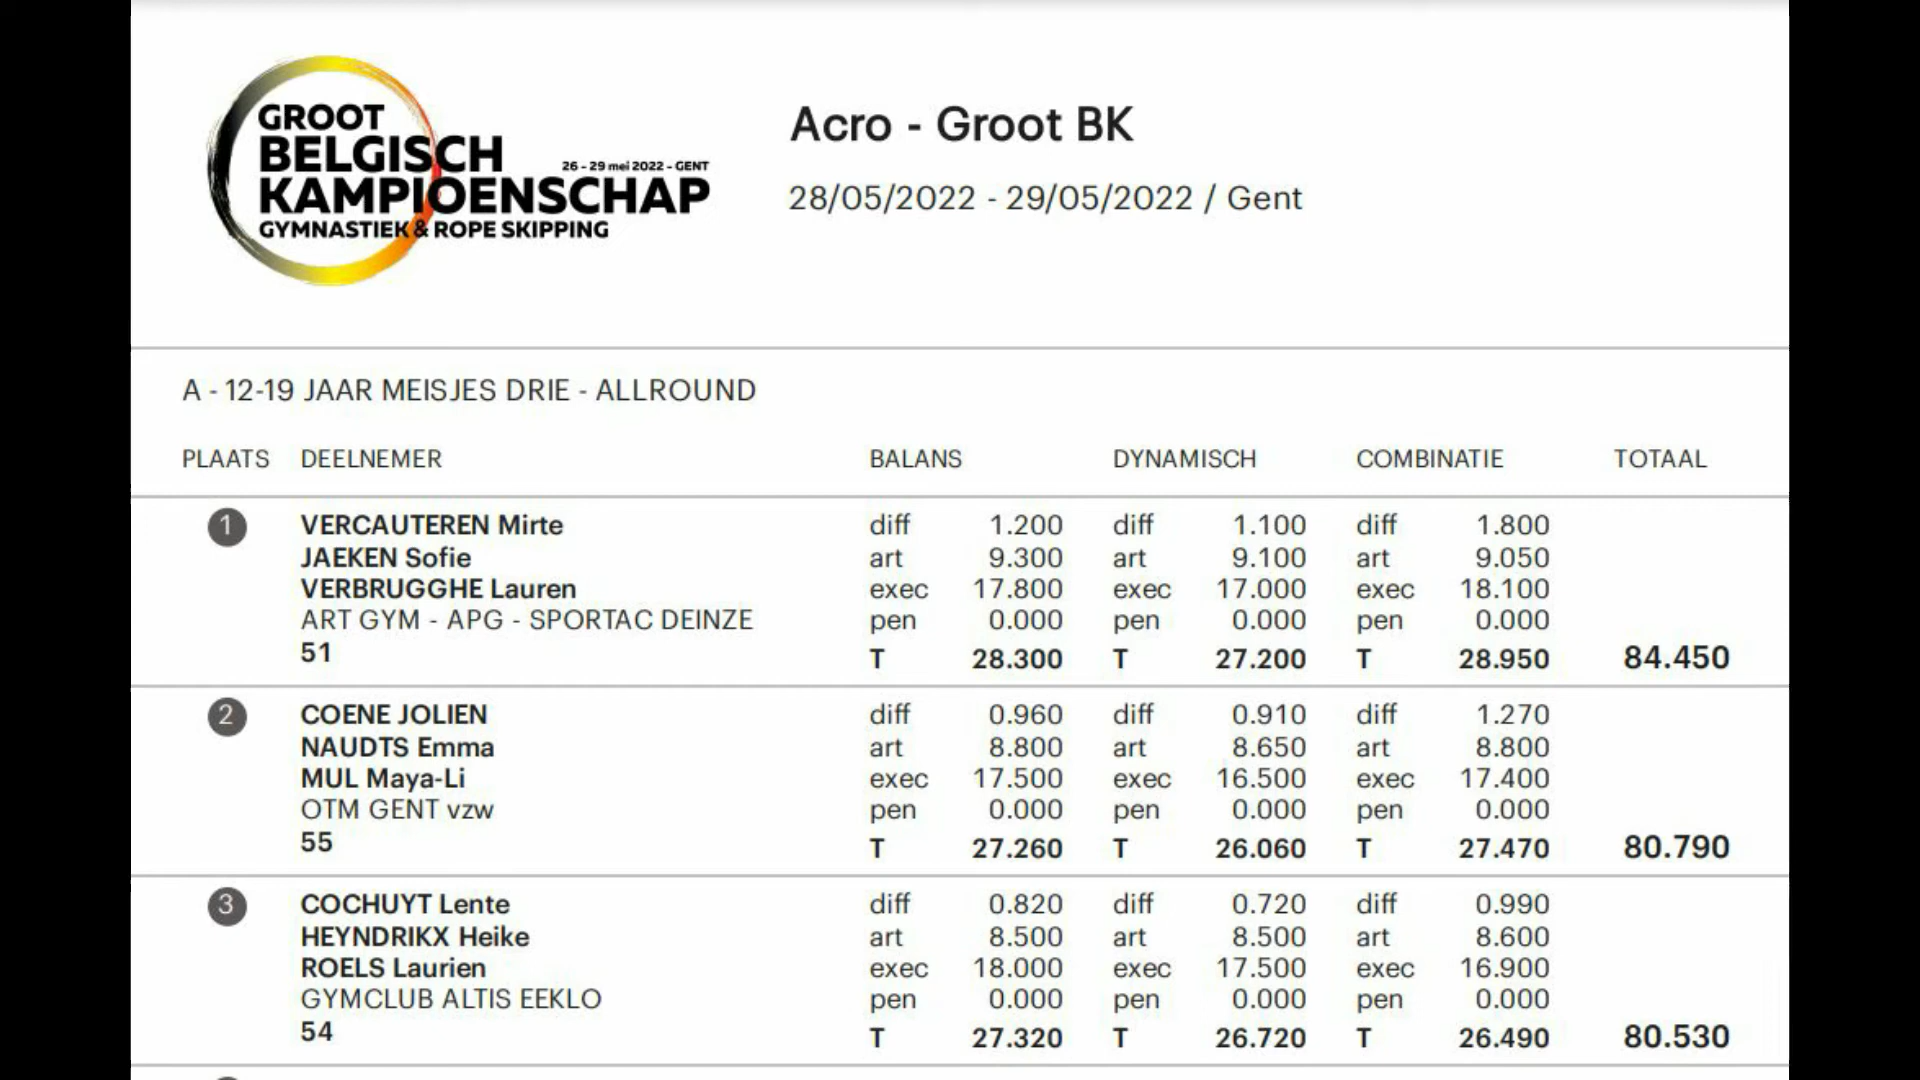 GROOT
BELGISCH
26 - 29 mei 2022 - GENT
KAMPIOENSCHAP
GYMNASTIEK & ROPE SKIPPING
Acro - Groot BK
28/05/2022 - 29/05/2022 / Gent
A - 12-19 JAAR MEISJES DRIE - ALLROUND
PLAATS DEELNEMER BALANS DYNAMISCH COMBINATIE TOTAAL
1 VERCAUTEREN Mirte diff 1.200 diff 1.100 diff 1.800
JAEKEN Sofie art 9.300 art 9.100 art 9.050
VERBRUGGHE Lauren exec 17.800 exec 17.000 exec 18.100
ART GYM - APG - SPORTAC DEINZE pen 0.000 pen 0.000 pen 0.000
51 T 28.300 T 27.200 T 28.950 84.450
2 COENE JOLIEN diff 0.960 diff 0.910 diff 1.270
NAUDTS Emma art 8.800 art 8.650 art 8.800
MUL Maya-Li exec 17.500 exec 16.500 exec 17.400
OTM GENT vzw pen 0.000 pen 0.000 pen 0.000
55 T 27.260 T 26.060 T 27.470 80.790
3 COCHUYT Lente diff 0.820 diff 0.720 diff 0.990
HEYNDRIKX Heike art 8.500 art 8.500 art 8.600
ROELS Laurien exec 18.000 exec 17.500 exec 16.900
GYMCLUB ALTIS EEKLO pen 0.000 pen 0.000 pen 0.000
54 T 27.320 T 26.720 T 26.490 80.530